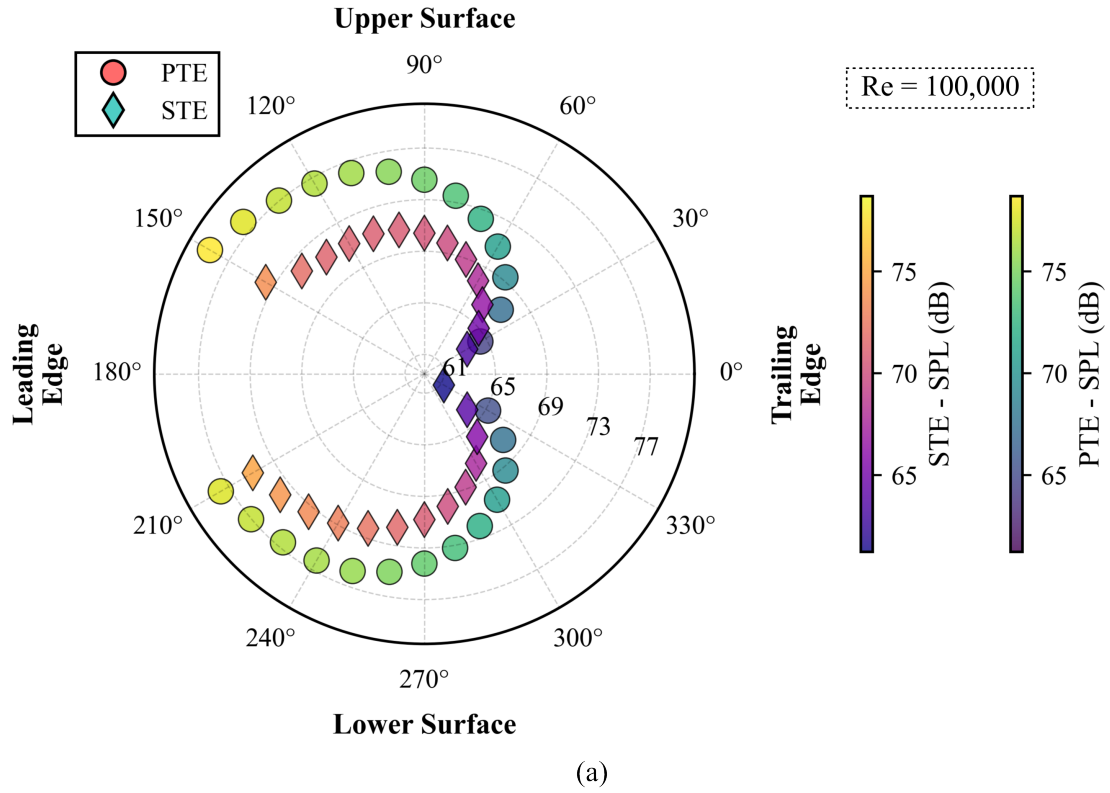 Upper Surface
PTE
STE
Re = 100,000
90°
120°
60°
150°
30°
180°
0°
210°
330°
240°
300°
270°
61
65
69
73
77
Leading
Edge
Trailing
Edge
75
70
65
STE - SPL (dB)
75
70
65
PTE - SPL (dB)
Lower Surface
(a)